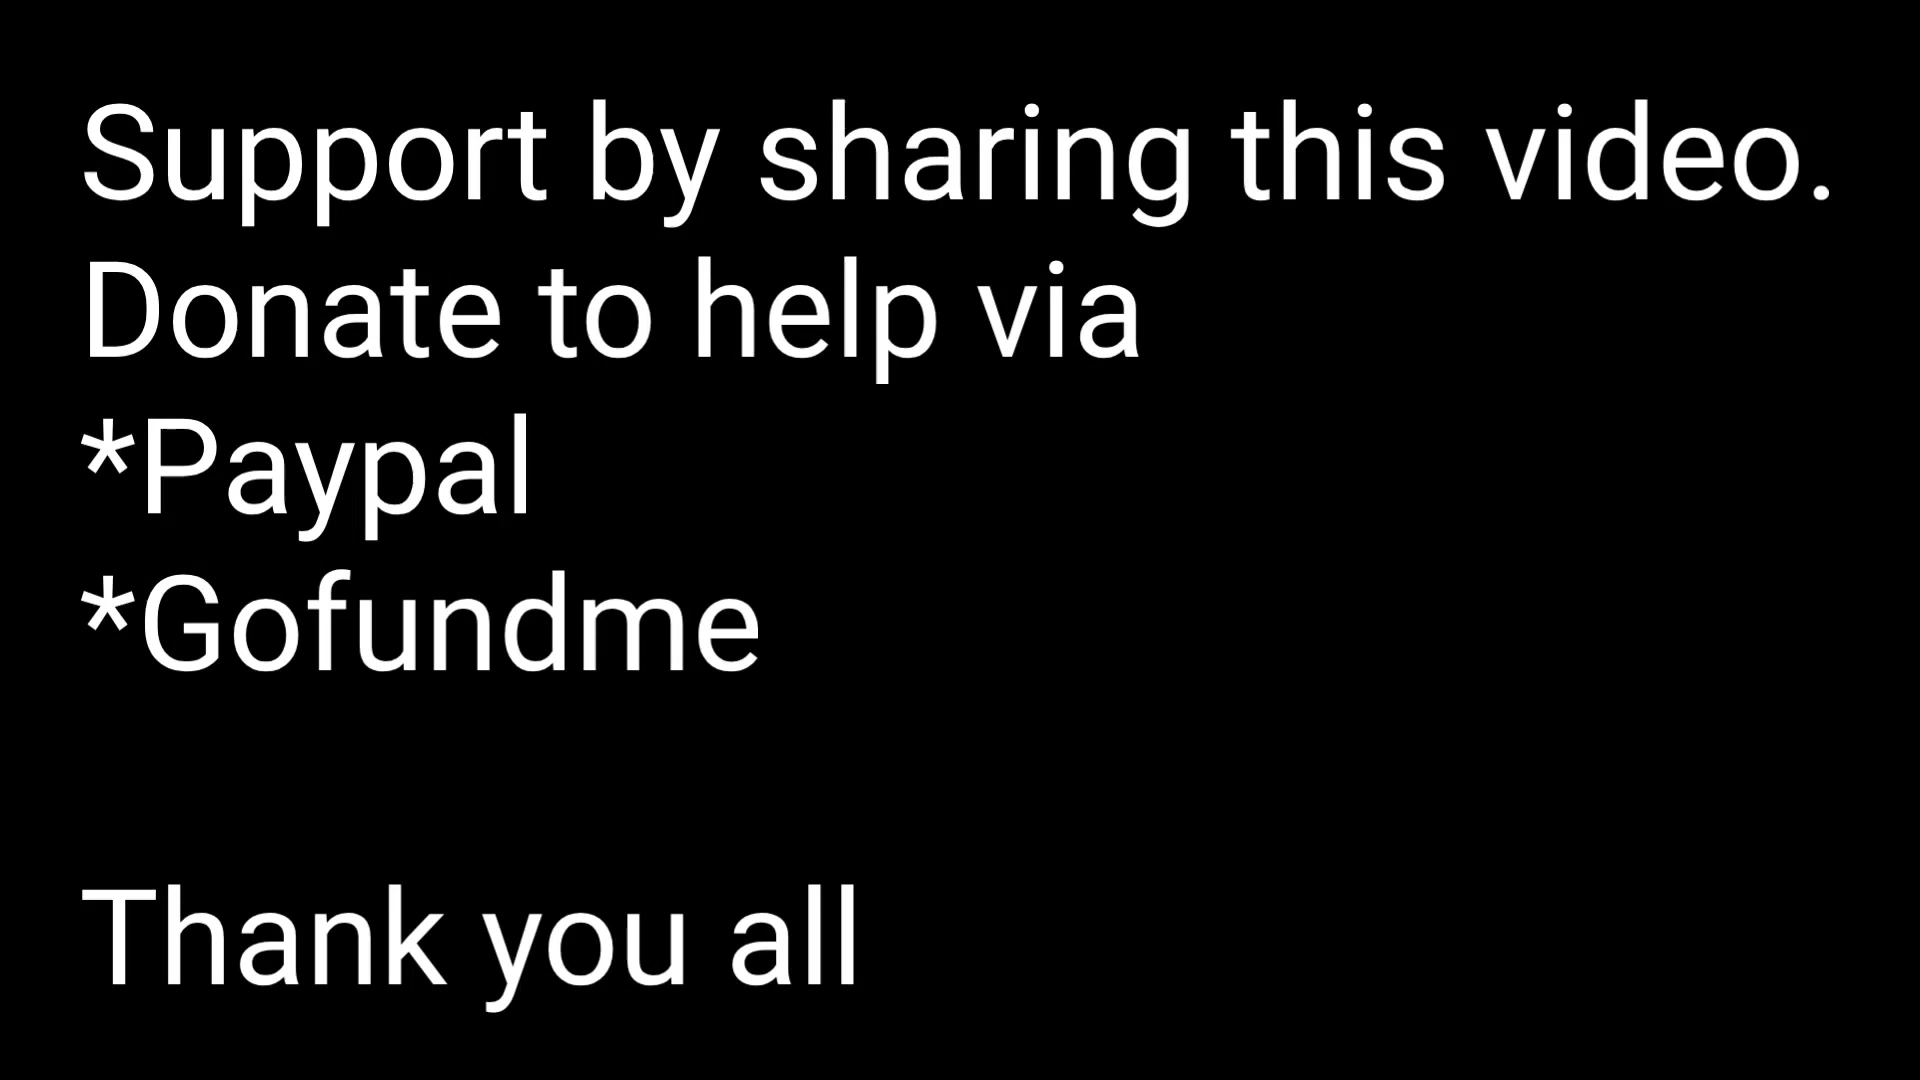 Support by sharing this video.
Donate to help via
*Paypal
*Gofundme
Thank you all